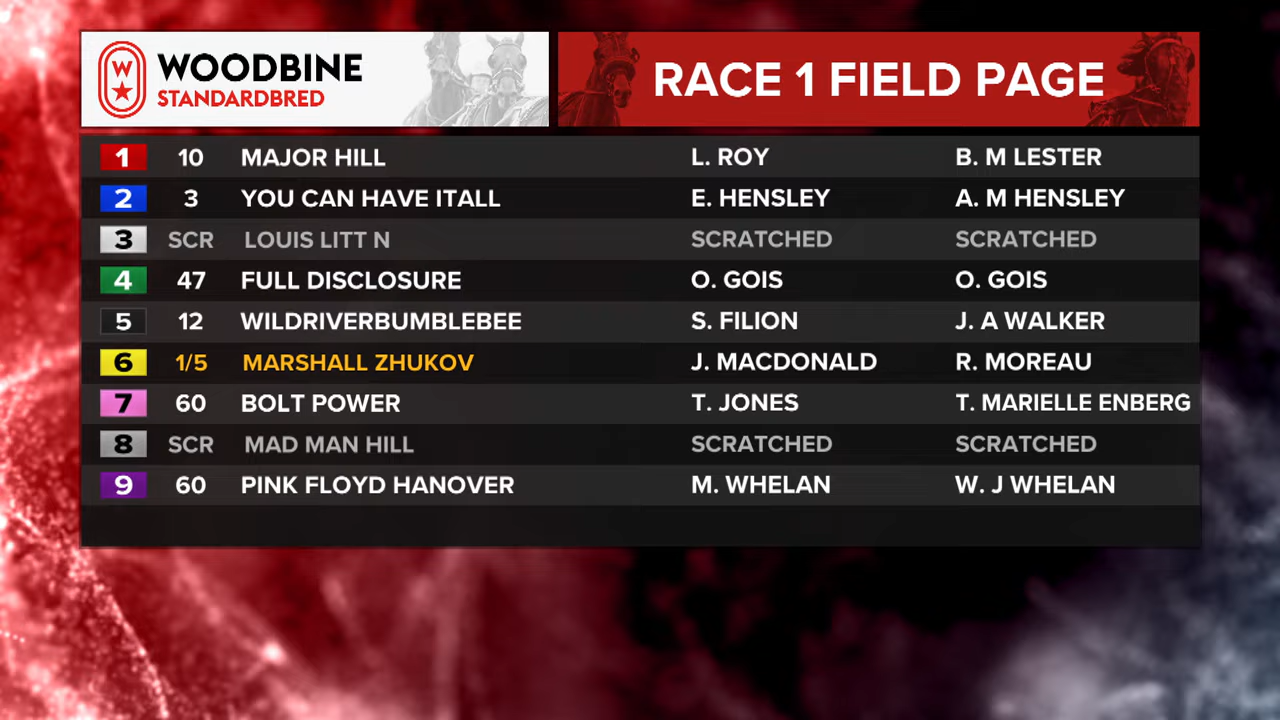 W WOODBINE
STANDARDBRED
RACE 1 FIELD PAGE
1 10 MAJOR HILL L. ROY B. M LESTER
2 3 YOU CAN HAVE ITALL E. HENSLEY A. M HENSLEY
3 SCR LOUIS LITT N SCRATCHED SCRATCHED
4 47 FULL DISCLOSURE O. GOIS O. GOIS
5 12 WILDRIVERBUMBLEBEE S. FILION J. A WALKER
6 1/5 MARSHALL ZHUKOV J. MACDONALD R. MOREAU
7 60 BOLT POWER T. JONES T. MARIELLE ENBERG
8 SCR MAD MAN HILL SCRATCHED SCRATCHED
9 60 PINK FLOYD HANOVER M. WHELAN W. J WHELAN